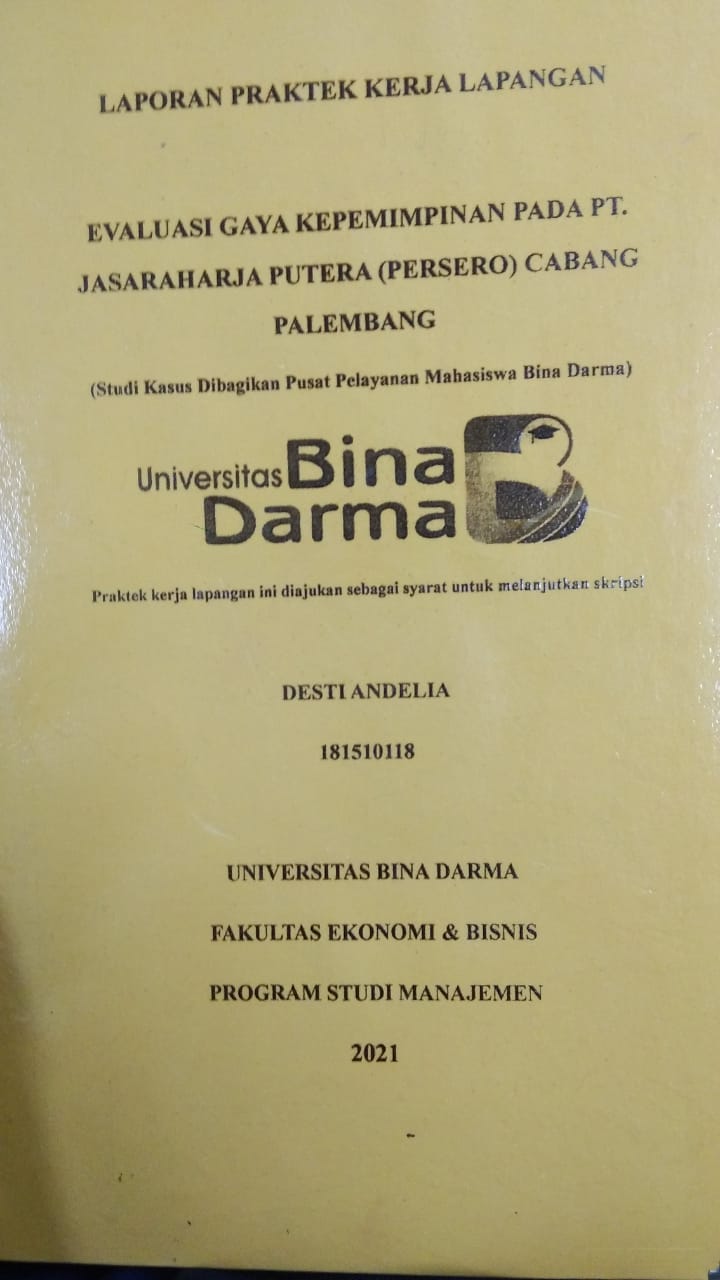 LAPORAN PRAKTEK KERJA LAPANGAN
EVALUASI GAYA KEPEMIMPINAN PADA PT.
JASARAHARJA PUTERA (PERSERO) CABANG
PALEMBANG
(Studi Kasus Dibagikan Pusat Pelayanan Mahasiswa Bina Darma)
Universitas Bina
Darma
Praktek kerja lapangan ini diajukan sebagai syarat untuk melanjutkan skripsi
DESTI ANDELIA
181510118
UNIVERSITAS BINA DARMA
FAKULTAS EKONOMI & BISNIS
PROGRAM STUDI MANAJEMEN
2021